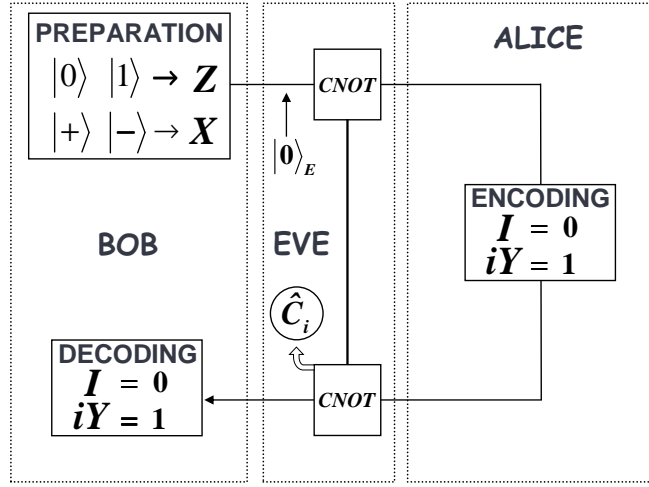 PREPARATION
|0⟩ |1⟩ → Z
|+⟩ |−⟩ → X
CNOT
|0⟩E
ALICE
ENCODING
I = 0
iY = 1
BOB
EVE
Ĉi
DECODING
I = 0
iY = 1
CNOT